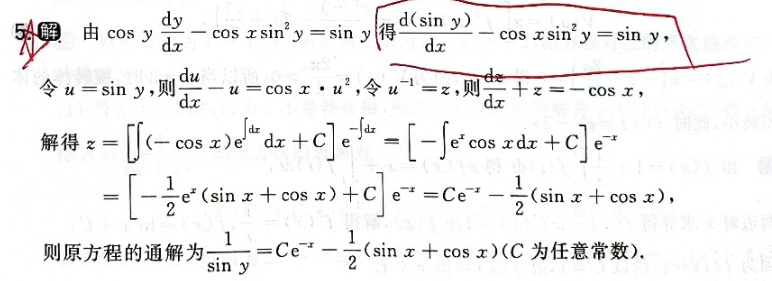 5. 解 由 cos y dy/dx − cos x sin² y = sin y 得 d(sin y)/dx − cos x sin² y = sin y,
令 u = sin y, 则 du/dx − u = cos x · u², 令 u⁻¹ = z, 则 dz/dx + z = −cos x,
解得 z = [∫(−cos x)e^{∫dx} dx + C] e^{−∫dx} = [−∫eˣ cos x dx + C] e⁻ˣ
= [−1/2 eˣ (sin x + cos x) + C] e⁻ˣ = Ce⁻ˣ − 1/2 (sin x + cos x),
则原方程的通解为 1/sin y = Ce⁻ˣ − 1/2 (sin x + cos x)(C 为任意常数).